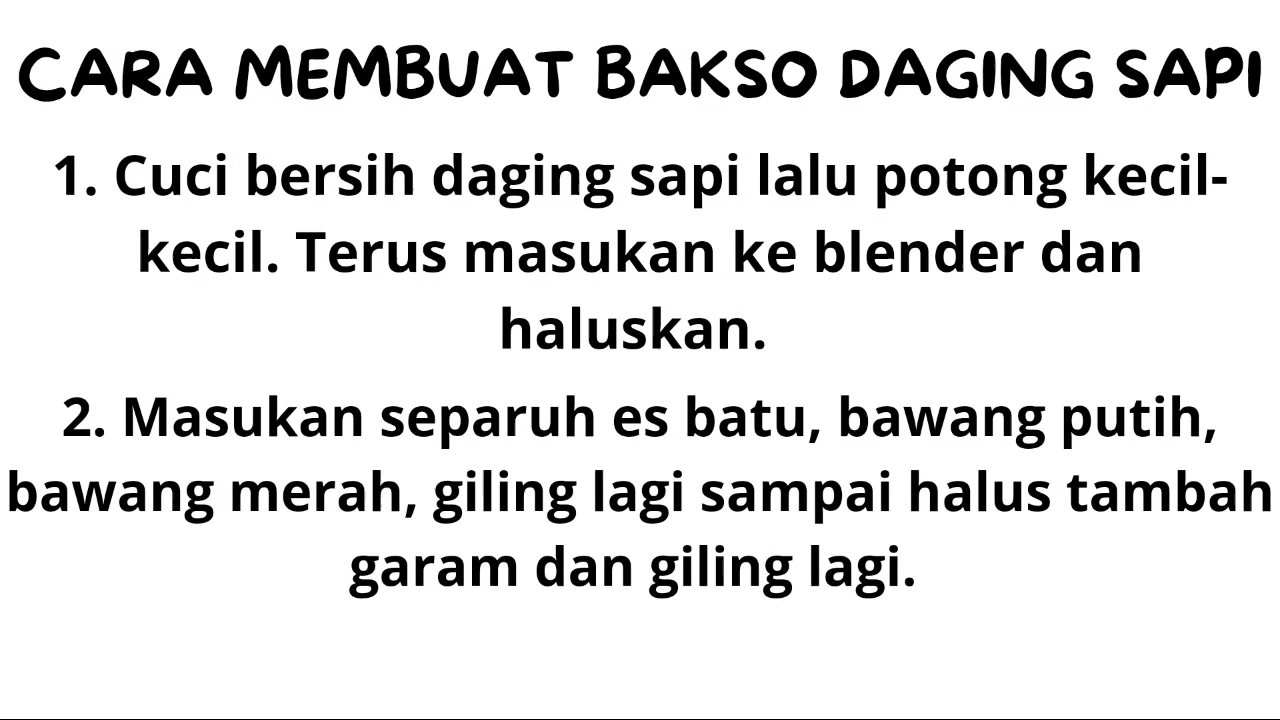 CARA MEMBUAT BAKSO DAGING SAPI
1. Cuci bersih daging sapi lalu potong kecil-
kecil. Terus masukan ke blender dan
haluskan.
2. Masukan separuh es batu, bawang putih,
bawang merah, giling lagi sampai halus tambah
garam dan giling lagi.